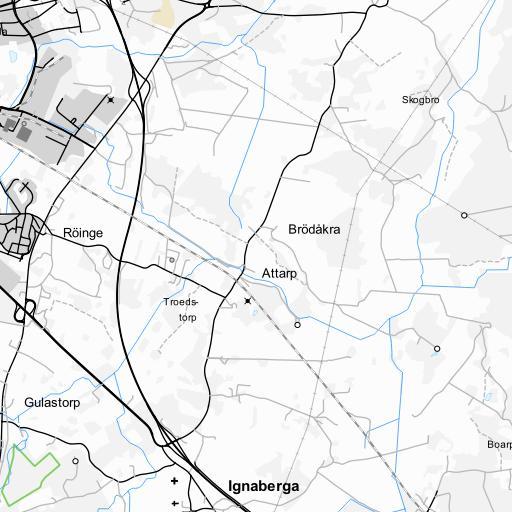 Skogbro
Röinge
Brödåkra
Attarp
Troeds-
torp
Gulastorp
Boarp
Ignaberga